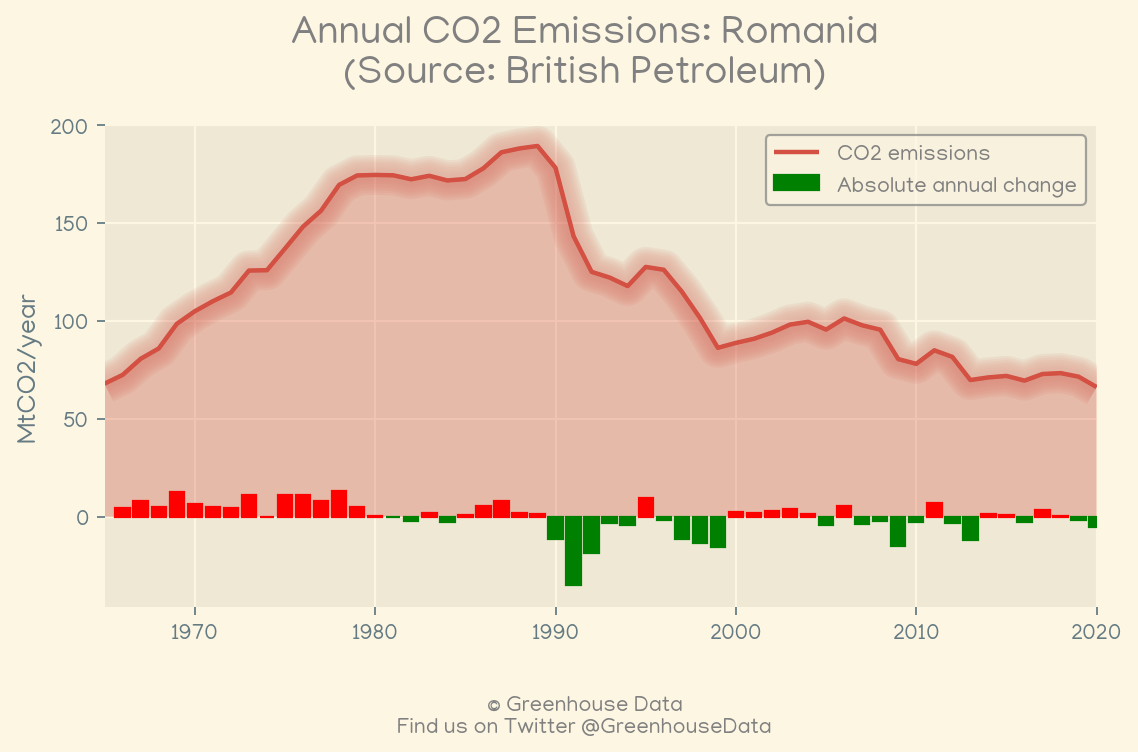 Annual CO2 Emissions: Romania
(Source: British Petroleum)
200
150
100
50
0
MtCO2/year
CO2 emissions
Absolute annual change
1970 1980 1990 2000 2010 2020
© Greenhouse Data
Find us on Twitter @GreenhouseData